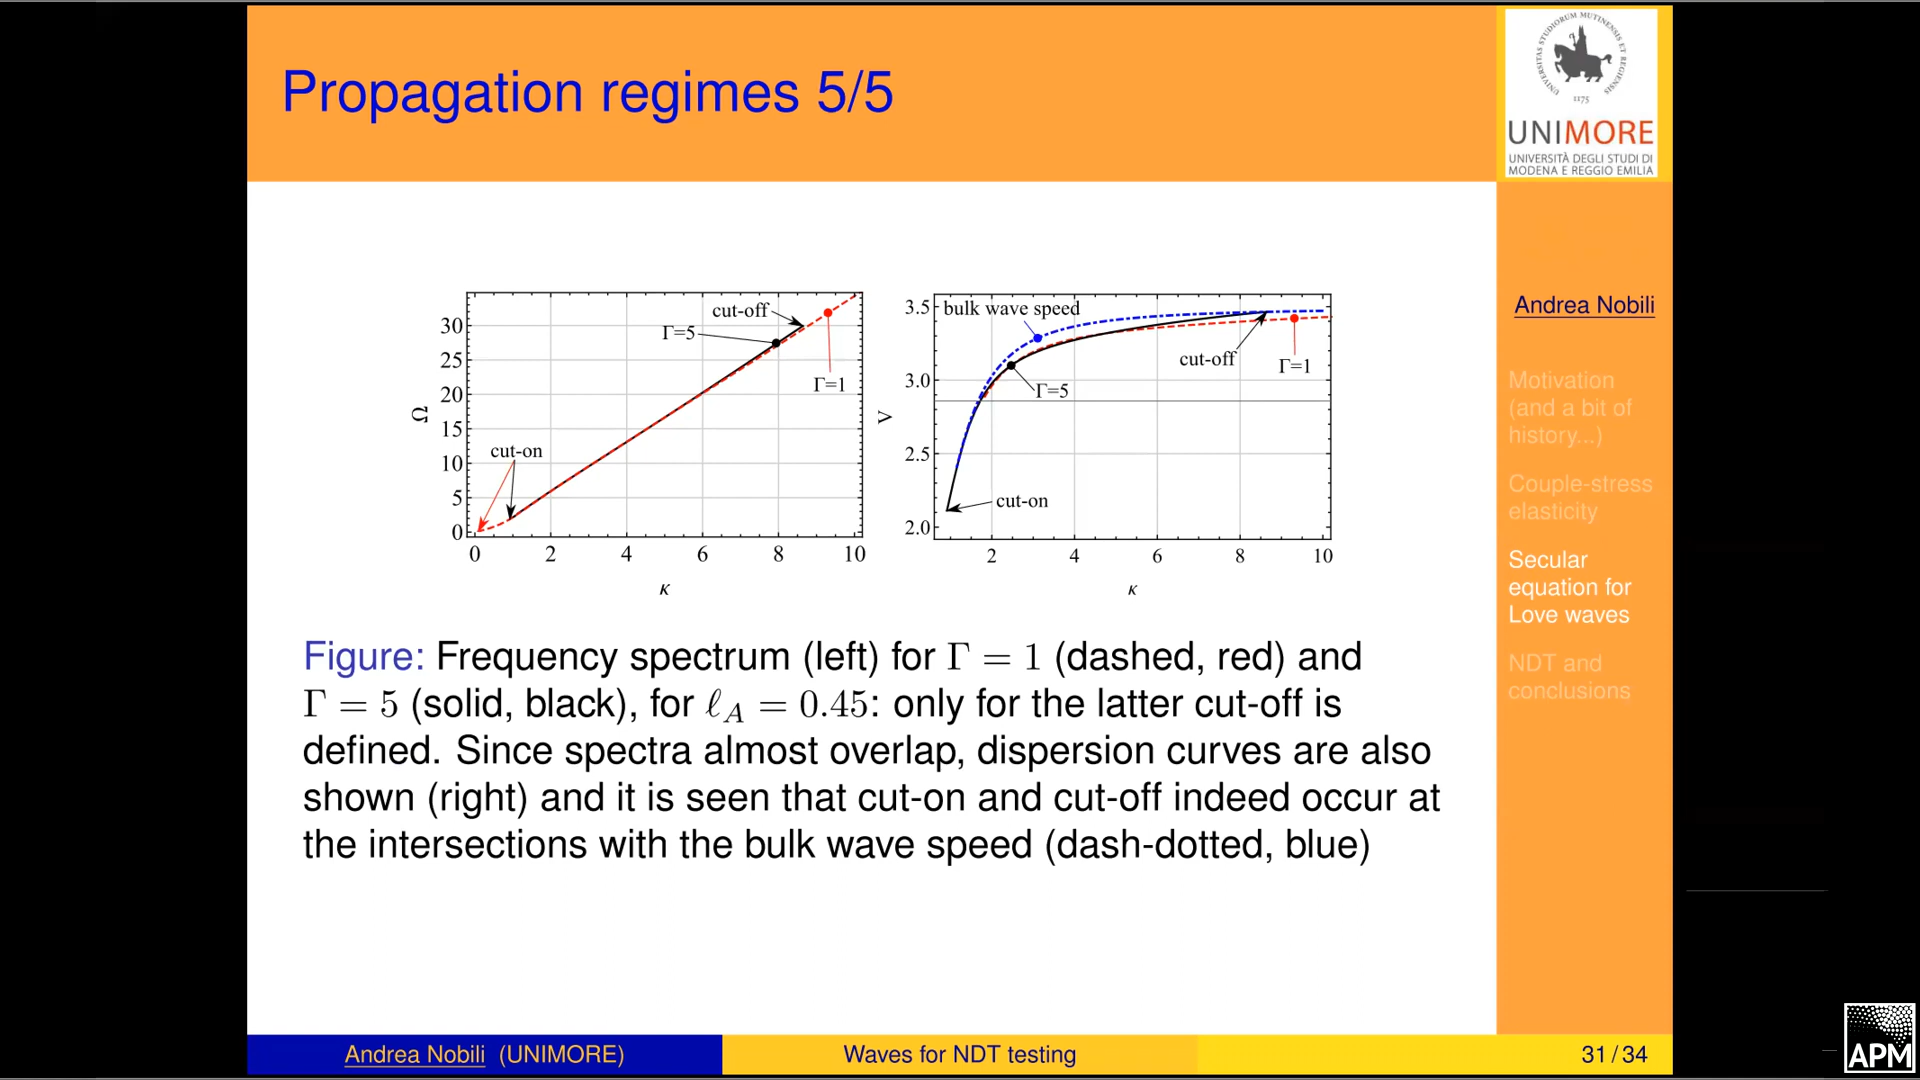 Propagation regimes 5/5
STUDIORUM MUTINENSIS ET REGIENSIS
1175
UNIMORE
UNIVERSITÀ DEGLI STUDI DI
MODENA E REGGIO EMILIA
Andrea Nobili
Motivation
(and a bit of
history...)
Couple-stress
elasticity
Secular
equation for
Love waves
NDT and
conclusions
cut-off
Γ=5
Γ=1
cut-on
30
25
20
15
10
5
0
Ω
0 2 4 6 8 10
κ
bulk wave speed
cut-off
Γ=1
Γ=5
cut-on
3.5
3.0
2.5
2.0
V
2 4 6 8 10
κ
Figure: Frequency spectrum (left) for Γ = 1 (dashed, red) and
Γ = 5 (solid, black), for ℓ_A = 0.45: only for the latter cut-off is
defined. Since spectra almost overlap, dispersion curves are also
shown (right) and it is seen that cut-on and cut-off indeed occur at
the intersections with the bulk wave speed (dash-dotted, blue)
Andrea Nobili (UNIMORE)
Waves for NDT testing
31 / 34
APM